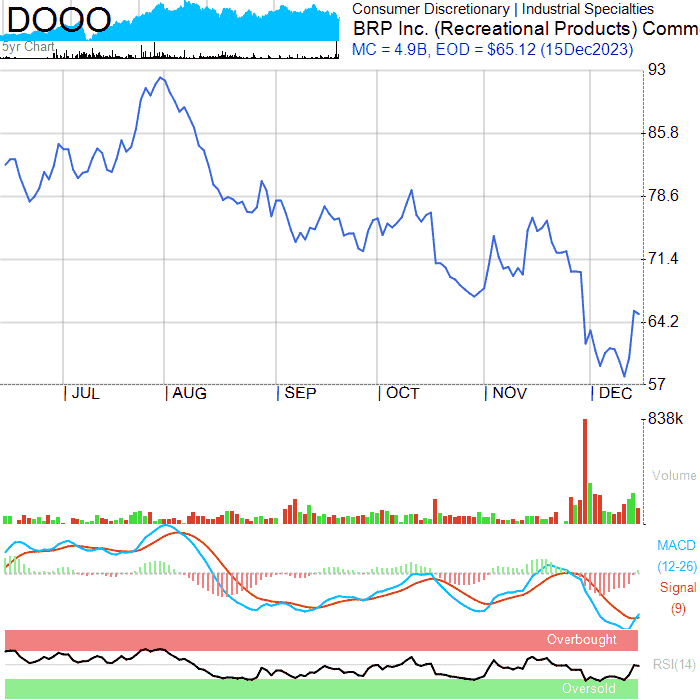 DOOO
5yr Chart
Consumer Discretionary | Industrial Specialties
BRP Inc. (Recreational Products) Comm
MC = 4.9B, EOD = $65.12 (15Dec2023)
93
85.8
78.6
71.4
64.2
57
| JUL | AUG | SEP | OCT | NOV | DEC
838k
Volume
MACD
(12-26)
Signal
(9)
Overbought
RSI(14)
Oversold